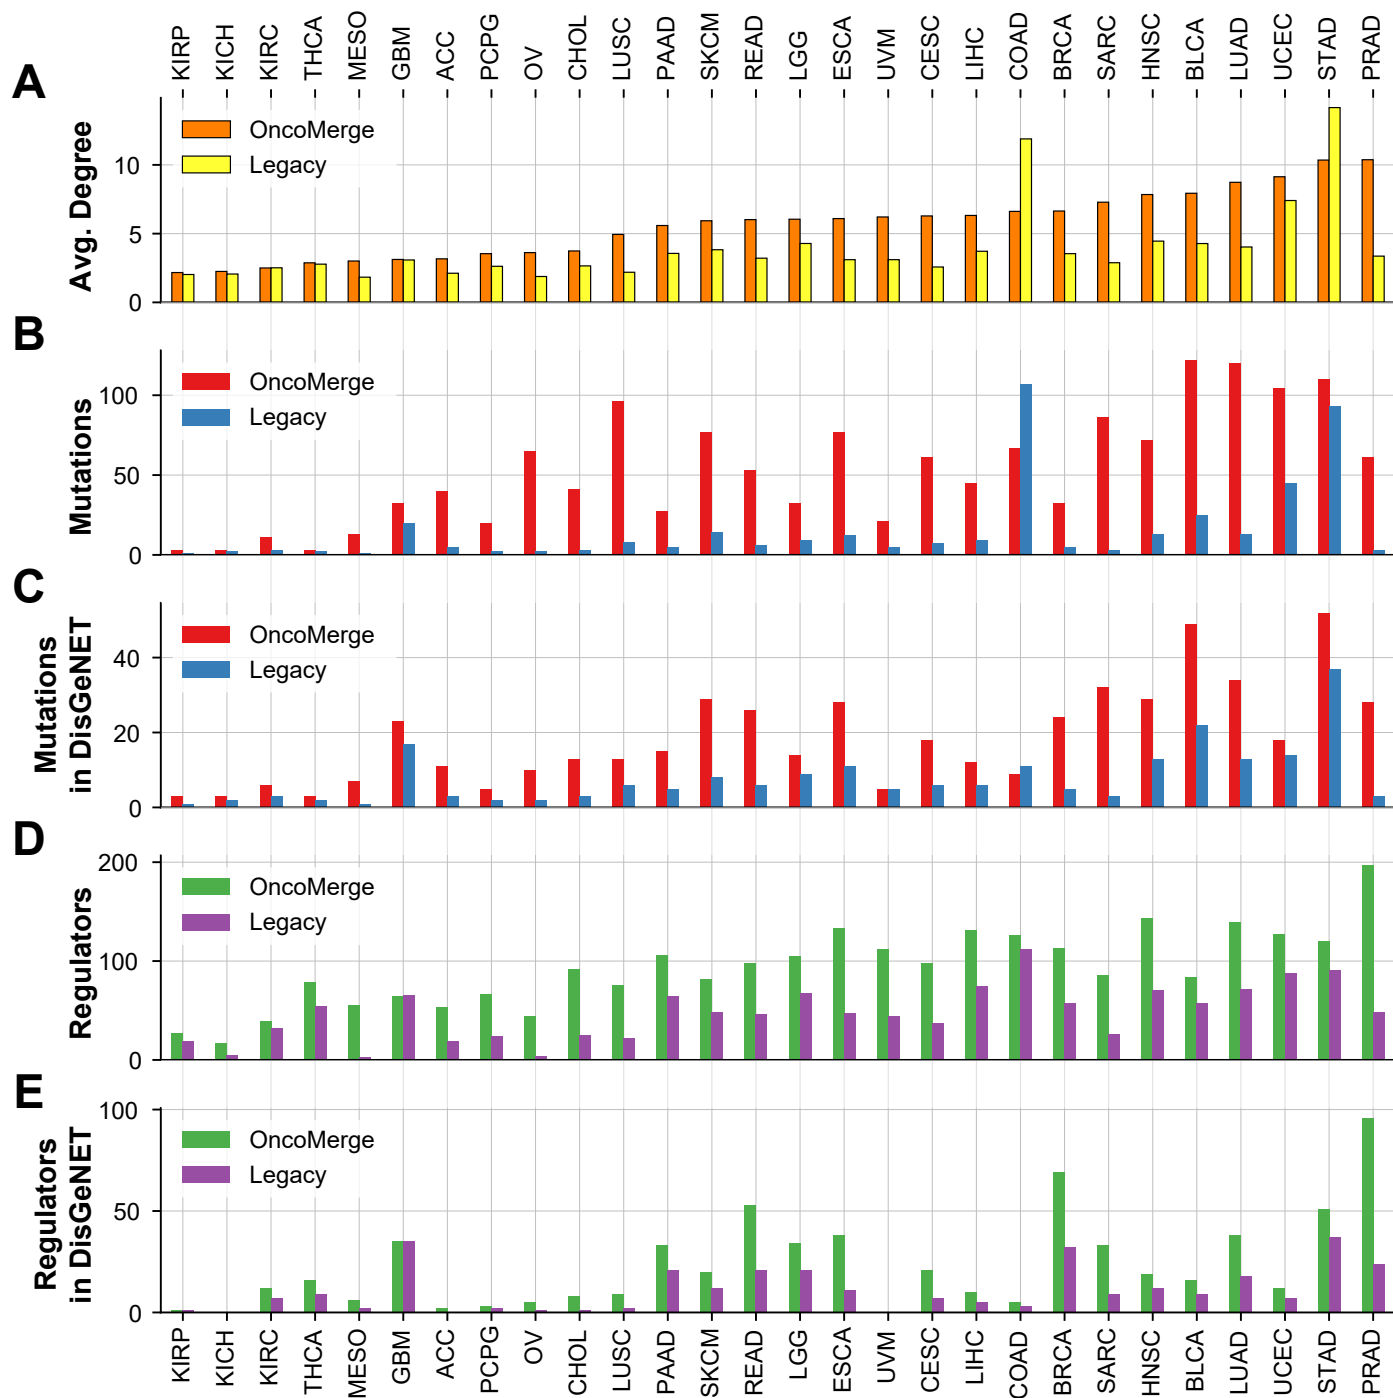 KIRP KICH KIRC THCA MESO GBM ACC PCPG OV CHOL LUSC PAAD SKCM READ LGG ESCA UVM CESC LIHC COAD BRCA SARC HNSC BLCA LUAD UCEC STAD PRAD
A
Avg. Degree
10
5
0
OncoMerge
Legacy
B
Mutations
100
50
0
OncoMerge
Legacy
C
Mutations
in DisGeNET
40
20
0
OncoMerge
Legacy
D
Regulators
200
100
0
OncoMerge
Legacy
E
Regulators
in DisGeNET
100
50
0
OncoMerge
Legacy
KIRP KICH KIRC THCA MESO GBM ACC PCPG OV CHOL LUSC PAAD SKCM READ LGG ESCA UVM CESC LIHC COAD BRCA SARC HNSC BLCA LUAD UCEC STAD PRAD